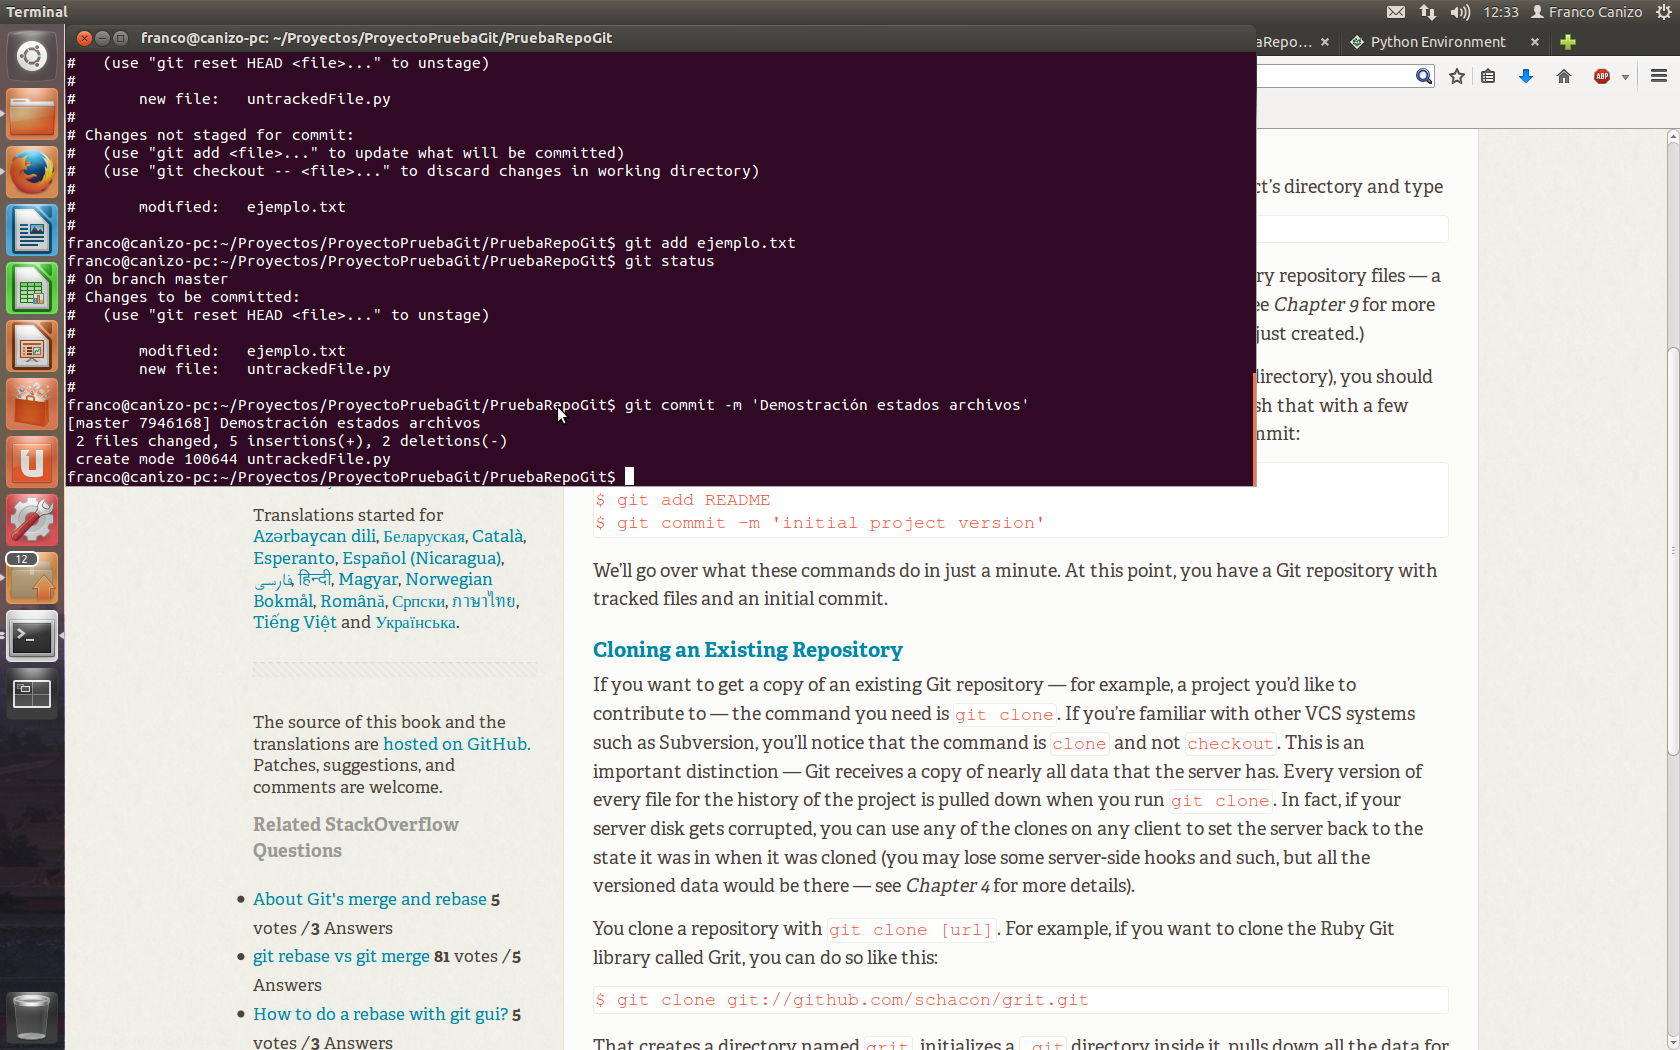 Terminal
12:33 Franco Canizo
franco@canizo-pc: ~/Proyectos/ProyectoPruebaGit/PruebaRepoGit
aRepo... Python Environment
ABP
#   (use "git reset HEAD <file>..." to unstage)
#
#       new file:   untrackedFile.py
#
# Changes not staged for commit:
#   (use "git add <file>..." to update what will be committed)
#   (use "git checkout -- <file>..." to discard changes in working directory)
#
#       modified:   ejemplo.txt
#
franco@canizo-pc:~/Proyectos/ProyectoPruebaGit/PruebaRepoGit$ git add ejemplo.txt
franco@canizo-pc:~/Proyectos/ProyectoPruebaGit/PruebaRepoGit$ git status
# On branch master
# Changes to be committed:
#   (use "git reset HEAD <file>..." to unstage)
#
#       modified:   ejemplo.txt
#       new file:   untrackedFile.py
#
franco@canizo-pc:~/Proyectos/ProyectoPruebaGit/PruebaRepoGit$ git commit -m 'Demostración estados archivos'
[master 7946168] Demostración estados archivos
 2 files changed, 5 insertions(+), 2 deletions(-)
 create mode 100644 untrackedFile.py
franco@canizo-pc:~/Proyectos/ProyectoPruebaGit/PruebaRepoGit$
12
ct's directory and type
ry repository files — a
ee Chapter 9 for more
just created.)
directory), you should
sh that with a few
mmit:
$ git add README
$ git commit -m 'initial project version'
We'll go over what these commands do in just a minute. At this point, you have a Git repository with
tracked files and an initial commit.
Cloning an Existing Repository
If you want to get a copy of an existing Git repository — for example, a project you'd like to
contribute to — the command you need is git clone. If you're familiar with other VCS systems
such as Subversion, you'll notice that the command is clone and not checkout. This is an
important distinction — Git receives a copy of nearly all data that the server has. Every version of
every file for the history of the project is pulled down when you run git clone. In fact, if your
server disk gets corrupted, you can use any of the clones on any client to set the server back to the
state it was in when it was cloned (you may lose some server-side hooks and such, but all the
versioned data would be there — see Chapter 4 for more details).
You clone a repository with git clone [url]. For example, if you want to clone the Ruby Git
library called Grit, you can do so like this:
$ git clone git://github.com/schacon/grit.git
That creates a directory named grit, initializes a .git directory inside it, pulls down all the data for
Translations started for
Azərbaycan dili, Беларуская, Català,
Esperanto, Español (Nicaragua),
فارسی, हिन्दी, Magyar, Norwegian
Bokmål, Română, Српски, ภาษาไทย,
Tiếng Việt and Українська.
The source of this book and the
translations are hosted on GitHub.
Patches, suggestions, and
comments are welcome.
Related StackOverflow
Questions
• About Git's merge and rebase 5
votes / 3 Answers
• git rebase vs git merge 81 votes / 5
Answers
• How to do a rebase with git gui? 5
votes / 3 Answers